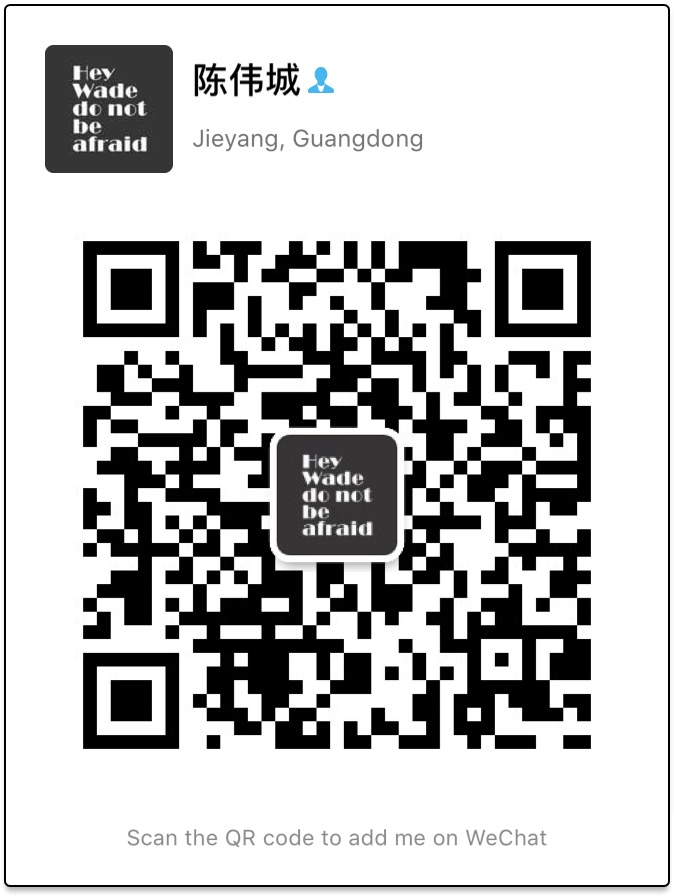 Hey
Wade
do not
be
afraid
陈伟城
Jieyang, Guangdong
Hey
Wade
do not
be
afraid
Scan the QR code to add me on WeChat